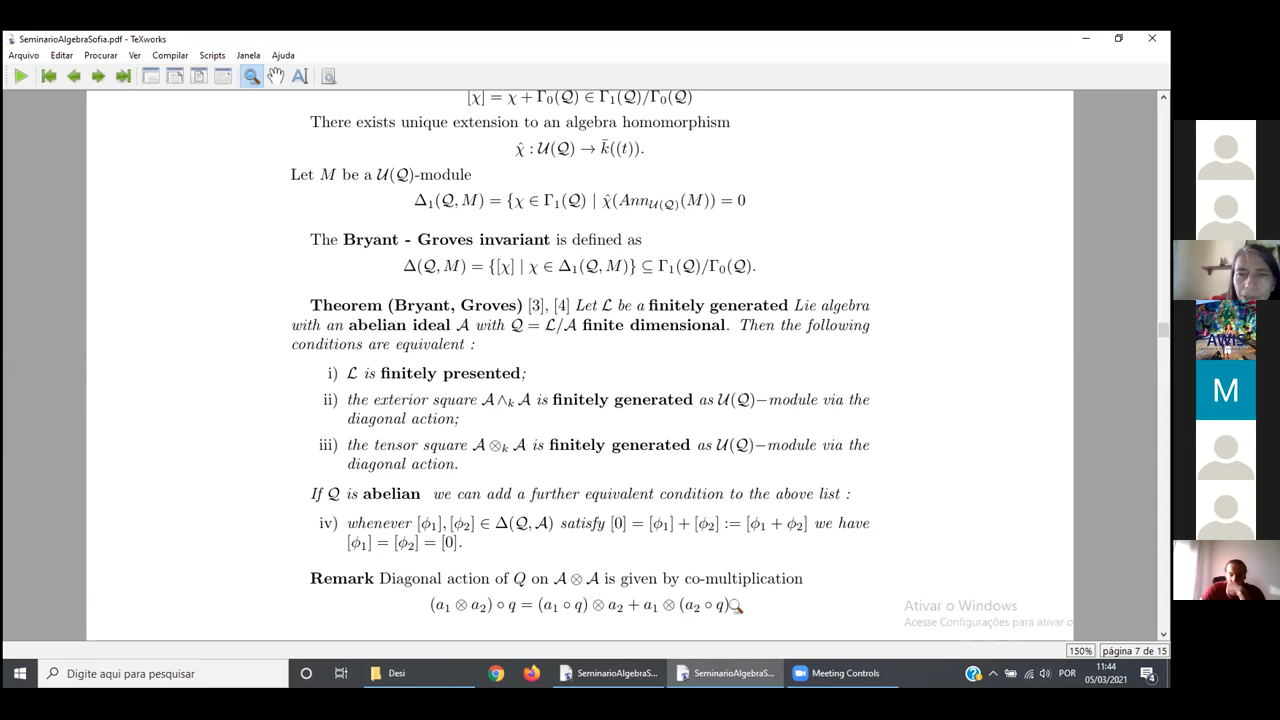 SeminarioAlgebraSofia.pdf - TeXworks
Arquivo Editar Procurar Ver Compilar Scripts Janela Ajuda
[χ] = χ + Γ₀(𝒬) ∈ Γ₁(𝒬)/Γ₀(𝒬)
There exists unique extension to an algebra homomorphism
χ̂ : 𝒰(𝒬) → k̄((t)).
Let M be a 𝒰(𝒬)-module
Δ₁(𝒬, M) = {χ ∈ Γ₁(𝒬) | χ̂(Ann_{𝒰(𝒬)}(M)) = 0
The Bryant - Groves invariant is defined as
Δ(𝒬, M) = {[χ] | χ ∈ Δ₁(𝒬, M)} ⊆ Γ₁(𝒬)/Γ₀(𝒬).
Theorem (Bryant, Groves) [3], [4] Let ℒ be a finitely generated Lie algebra
with an abelian ideal 𝒜 with 𝒬 = ℒ/𝒜 finite dimensional. Then the following
conditions are equivalent :
i) ℒ is finitely presented;
ii) the exterior square 𝒜 ∧ₖ 𝒜 is finitely generated as 𝒰(𝒬)−module via the
diagonal action;
iii) the tensor square 𝒜 ⊗ₖ 𝒜 is finitely generated as 𝒰(𝒬)−module via the
diagonal action.
If 𝒬 is abelian we can add a further equivalent condition to the above list :
iv) whenever [ϕ₁], [ϕ₂] ∈ Δ(𝒬, 𝒜) satisfy [0] = [ϕ₁] + [ϕ₂] := [ϕ₁ + ϕ₂] we have
[ϕ₁] = [ϕ₂] = [0].
Remark Diagonal action of Q on 𝒜 ⊗ 𝒜 is given by co-multiplication
(a₁ ⊗ a₂) ∘ q = (a₁ ∘ q) ⊗ a₂ + a₁ ⊗ (a₂ ∘ q)
Ativar o Windows
Acesse Configurações para ativar o
150% página 7 de 15
AWIS
M
Digite aqui para pesquisar
Desi
SeminarioAlgebraS...
SeminarioAlgebraS...
Meeting Controls
POR
11:44
05/03/2021
4